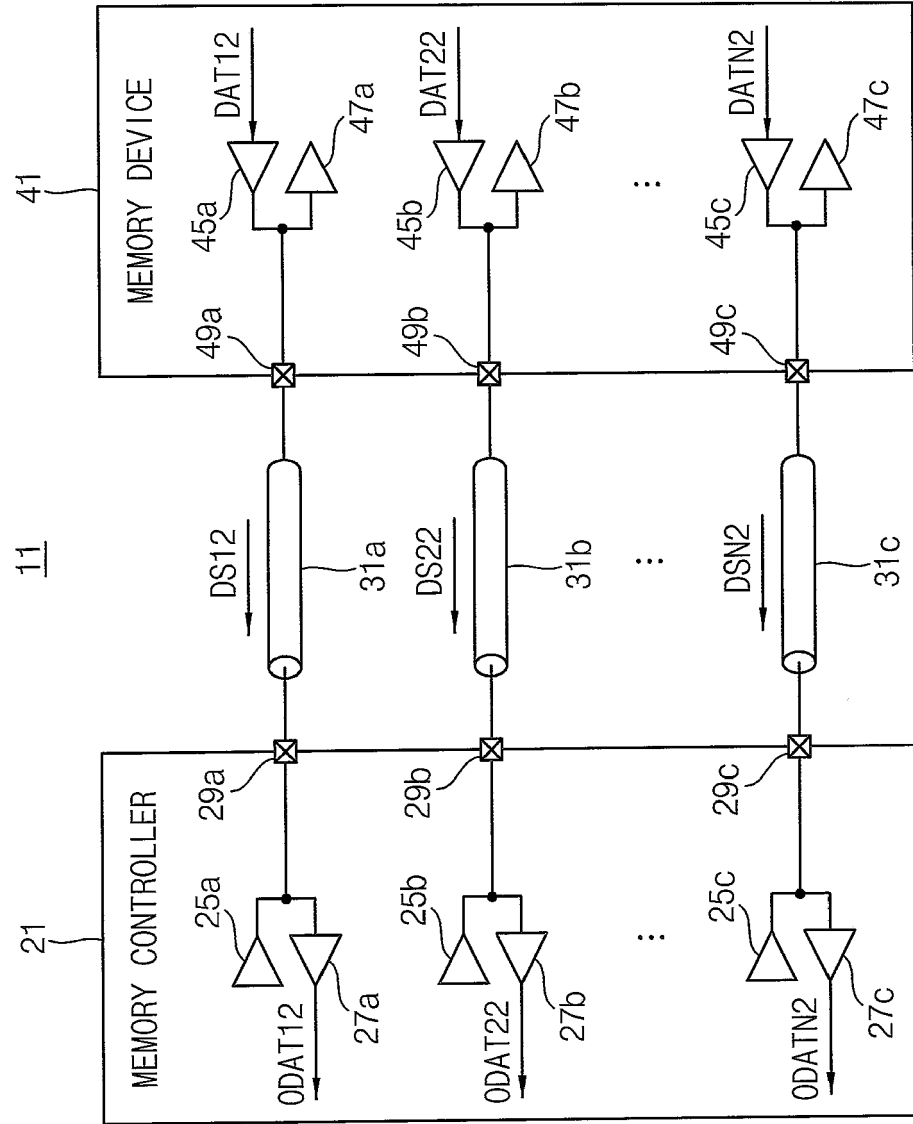 11
21
41
MEMORY CONTROLLER
MEMORY DEVICE
25a
29a
DS12
49a
45a
DAT12
ODAT12
27a
31a
47a
25b
29b
DS22
49b
45b
DAT22
ODAT22
27b
31b
47b
...
...
...
25c
29c
DSN2
49c
45c
DATN2
ODATN2
27c
31c
47c